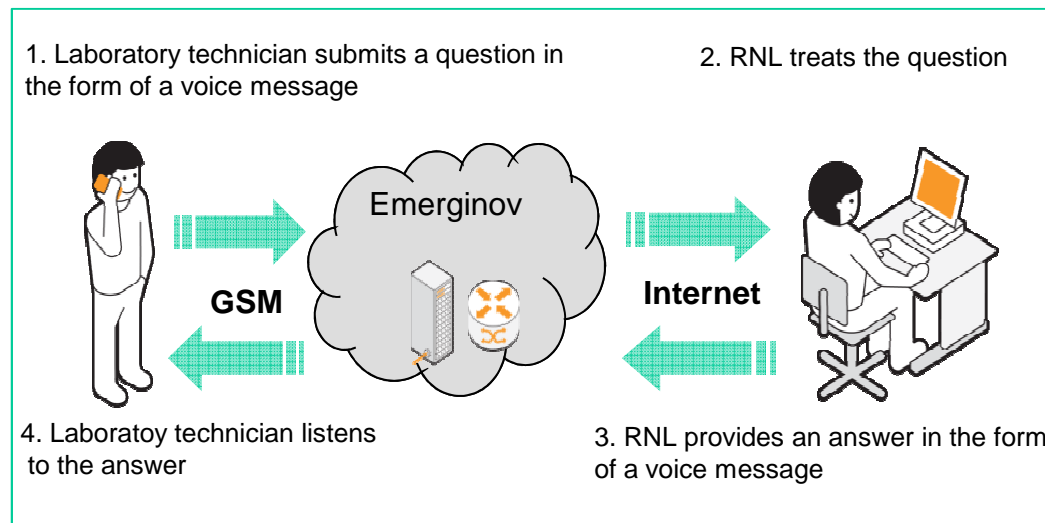 1. Laboratory technician submits a question in
the form of a voice message
2. RNL treats the question
Emerginov
GSM
Internet
4. Laboratoy technician listens
to the answer
3. RNL provides an answer in the form
of a voice message